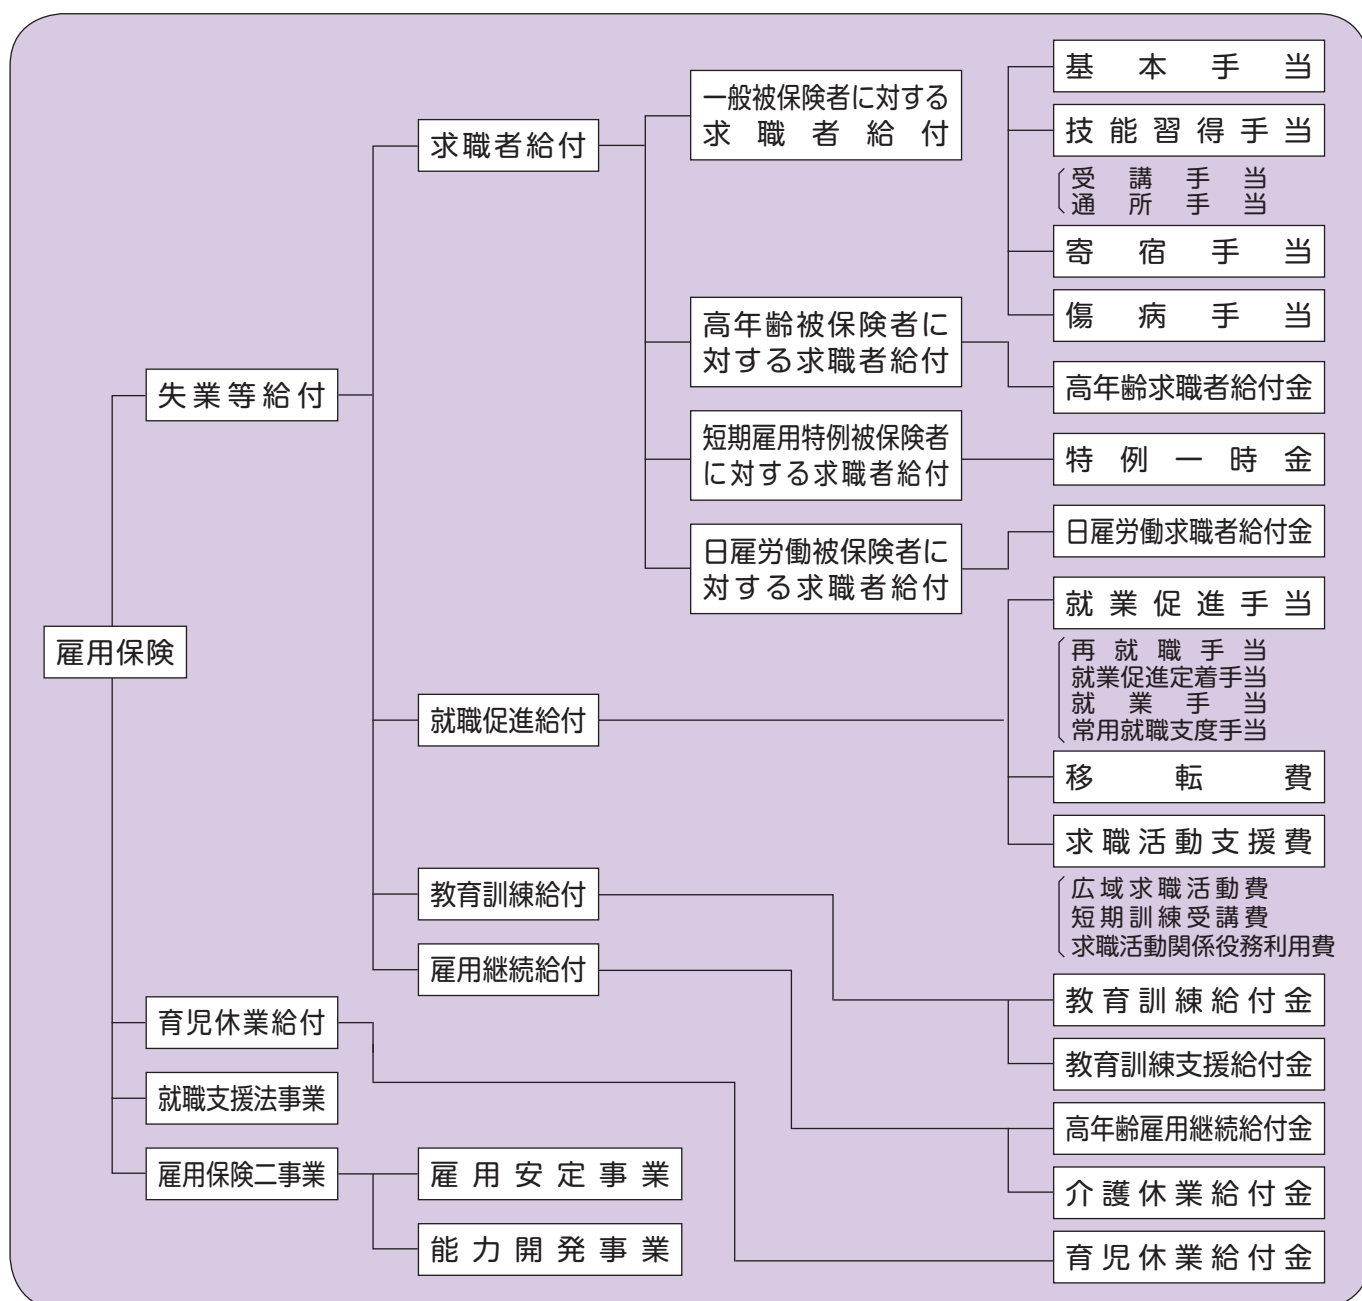 雇用保険
失業等給付
求職者給付
一般被保険者に対する
求職者給付
基本手当
技能習得手当
受講手当
通所手当
寄宿手当
傷病手当
高年齢被保険者に
対する求職者給付
高年齢求職者給付金
短期雇用特例被保険者
に対する求職者給付
特例一時金
日雇労働被保険者に
対する求職者給付
日雇労働求職者給付金
就職促進給付
就業促進手当
再就職手当
就業促進定着手当
就業手当
常用就職支度手当
移転費
求職活動支援費
広域求職活動費
短期訓練受講費
求職活動関係役務利用費
教育訓練給付
教育訓練給付金
教育訓練支援給付金
雇用継続給付
高年齢雇用継続給付金
介護休業給付金
育児休業給付
育児休業給付金
就職支援法事業
雇用保険二事業
雇用安定事業
能力開発事業